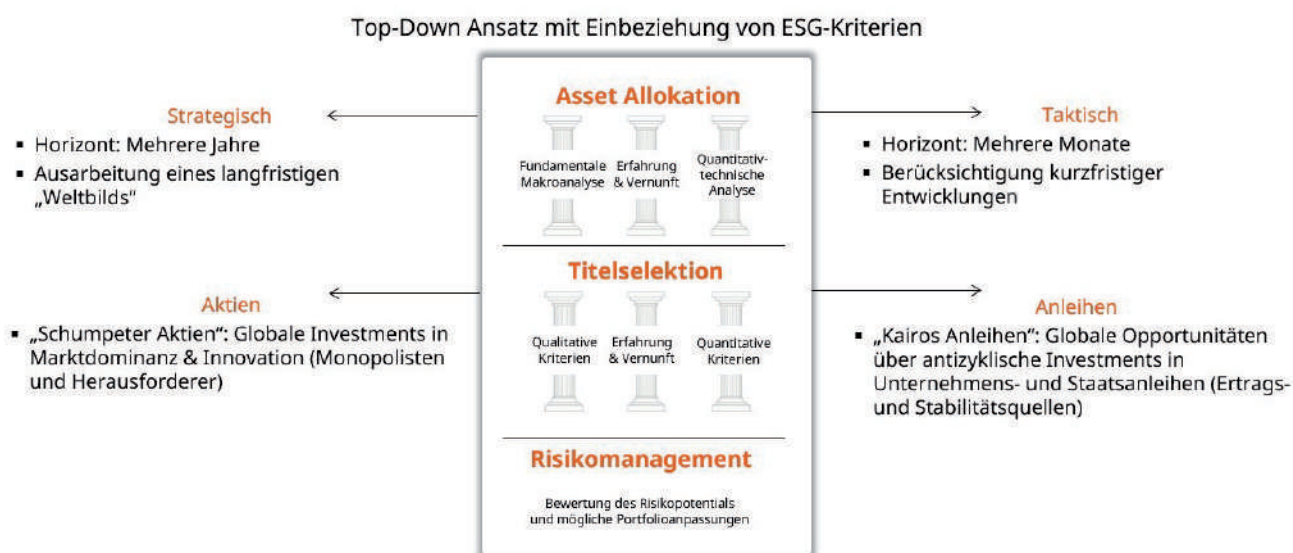 Top-Down Ansatz mit Einbeziehung von ESG-Kriterien
Asset Allokation
Fundamentale
Makroanalyse
Erfahrung
& Vernunft
Quantitativ-
technische
Analyse
Strategisch
▪ Horizont: Mehrere Jahre
▪ Ausarbeitung eines langfristigen
„Weltbilds“
Taktisch
▪ Horizont: Mehrere Monate
▪ Berücksichtigung kurzfristiger
Entwicklungen
Titelselektion
Qualitative
Kriterien
Erfahrung
& Vernunft
Quantitative
Kriterien
Aktien
▪ „Schumpeter Aktien“: Globale Investments in
Marktdominanz & Innovation (Monopolisten
und Herausforderer)
Anleihen
▪ „Kairos Anleihen“: Globale Opportunitäten
über antizyklische Investments in
Unternehmens- und Staatsanleihen (Ertrags-
und Stabilitätsquellen)
Risikomanagement
Bewertung des Risikopotentials
und mögliche Portfolioanpassungen